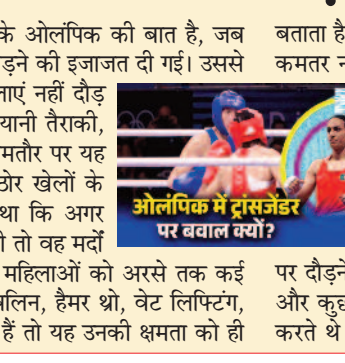 के ओलंपिक की बात है, जब
ड़ने की इजाजत दी गई। उससे
नाएं नहीं दौड़
यानी तैराकी,
मतौर पर यह
ठोर खेलों के
था कि अगर
तो वह मर्दों
महिलाओं को अरसे तक कई
वलिन, हैमर थ्रो, वेट लिफ्टिंग,
हैं तो यह उनकी क्षमता को ही
ओलंपिक में ट्रांसजेंडर
पर बवाल क्यों?
बताता है
कमतर न
पर दौड़ने
और कुछ
करते थे